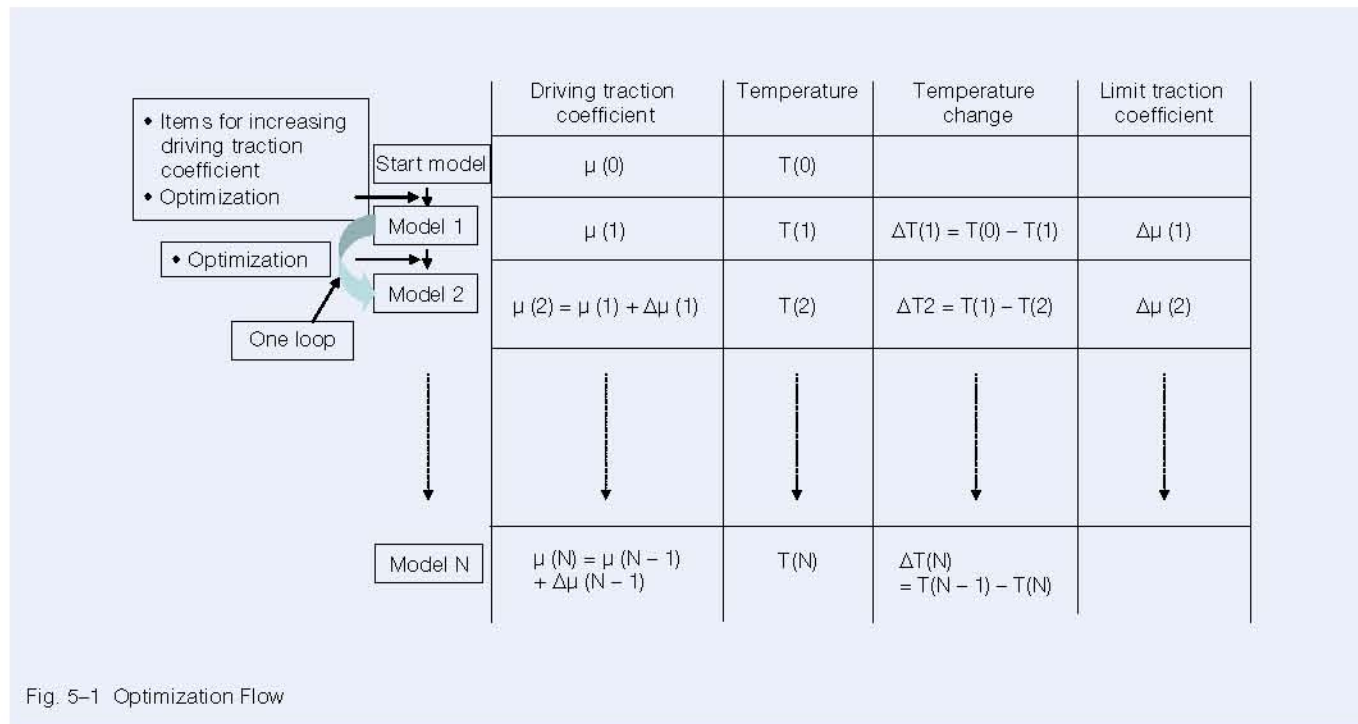 Driving traction
coefficient
Temperature
Temperature
change
Limit traction
coefficient
• Items for increasing
driving traction
coefficient
• Optimization
Start model
μ (0)
T(0)
Model 1
μ (1)
T(1)
ΔT(1) = T(0) – T(1)
Δμ (1)
• Optimization
Model 2
μ (2) = μ (1) + Δμ (1)
T(2)
ΔT2 = T(1) – T(2)
Δμ (2)
One loop
Model N
μ (N) = μ (N – 1)
+ Δμ (N – 1)
T(N)
ΔT(N)
= T(N – 1) – T(N)
Fig. 5–1 Optimization Flow